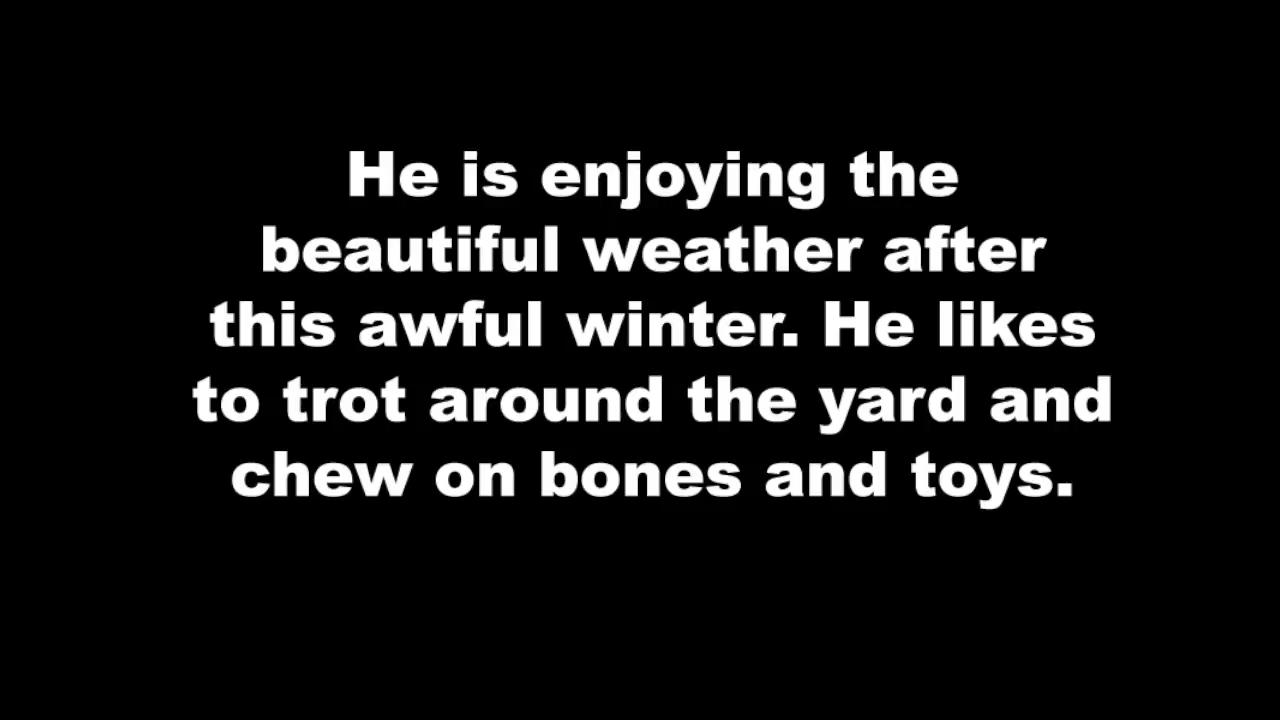 He is enjoying the
beautiful weather after
this awful winter. He likes
to trot around the yard and
chew on bones and toys.